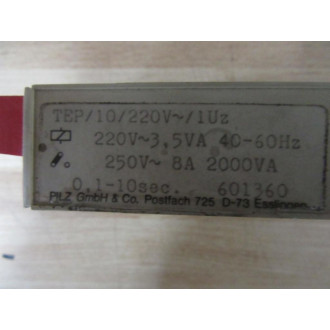 TEP/10/220V~/1Uz
220V~3,5VA 40-60Hz
250V~ 8A 2000VA
0,1-10sec. 601360
PILZ GmbH & Co. Postfach 725 D-73 Esslingen